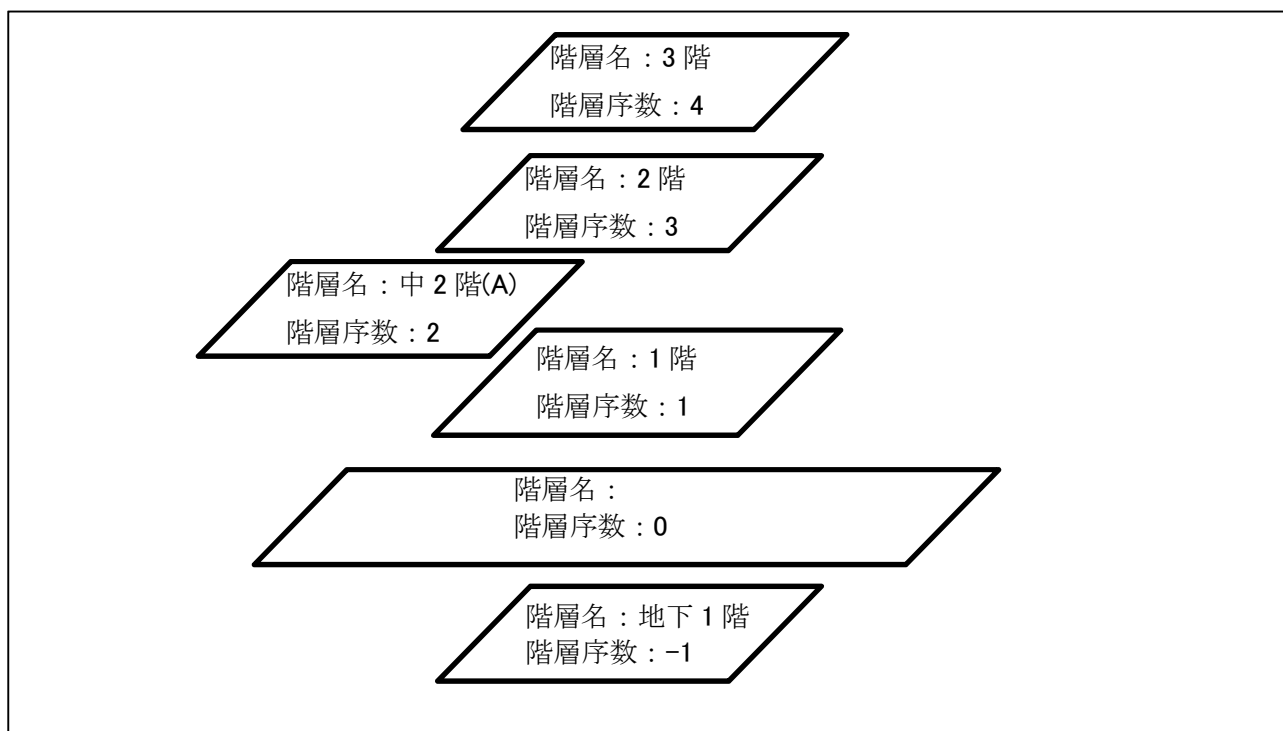 階層名：3 階
階層序数：4
階層名：2 階
階層序数：3
階層名：中 2 階(A)
階層序数：2
階層名：1 階
階層序数：1
階層名：
階層序数：0
階層名：地下 1 階
階層序数：-1